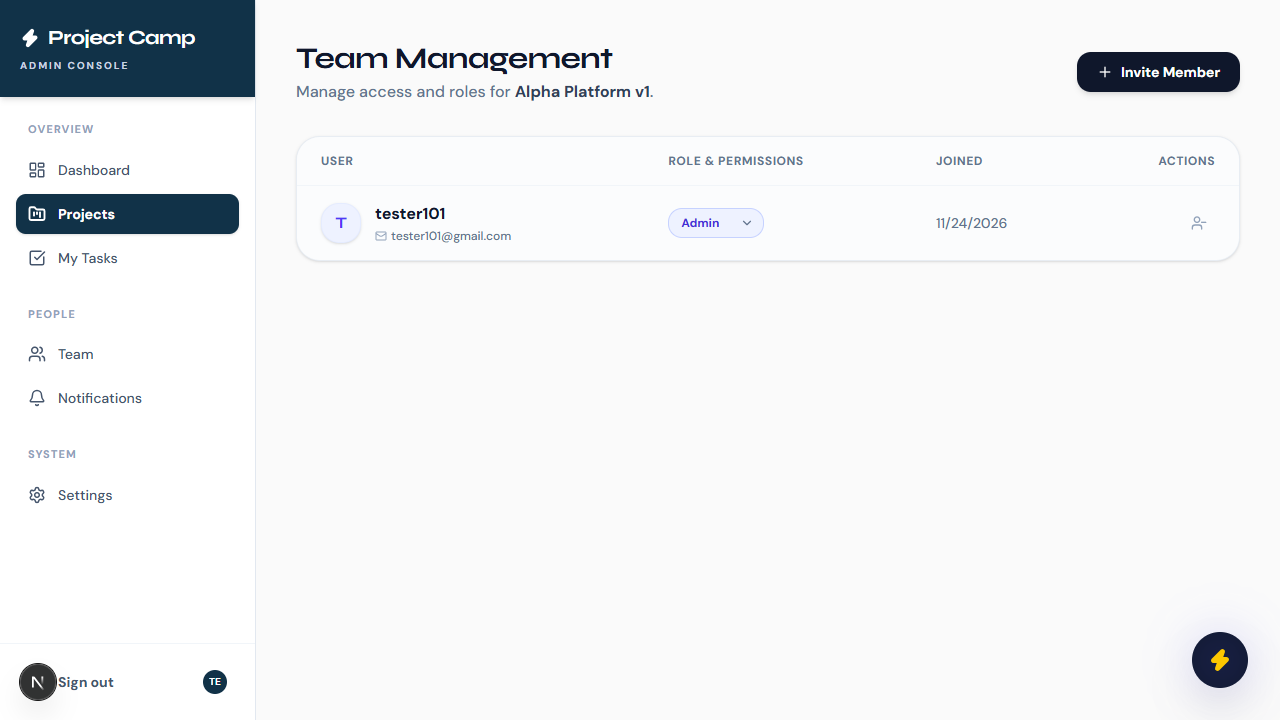 Project Camp
ADMIN CONSOLE
OVERVIEW
Dashboard
Projects
My Tasks
PEOPLE
Team
Notifications
SYSTEM
Settings
N
Sign out
TE
Team Management
Manage access and roles for Alpha Platform v1.
Invite Member
USER ROLE & PERMISSIONS JOINED ACTIONS
T
tester101
tester101@gmail.com
Admin
11/24/2026